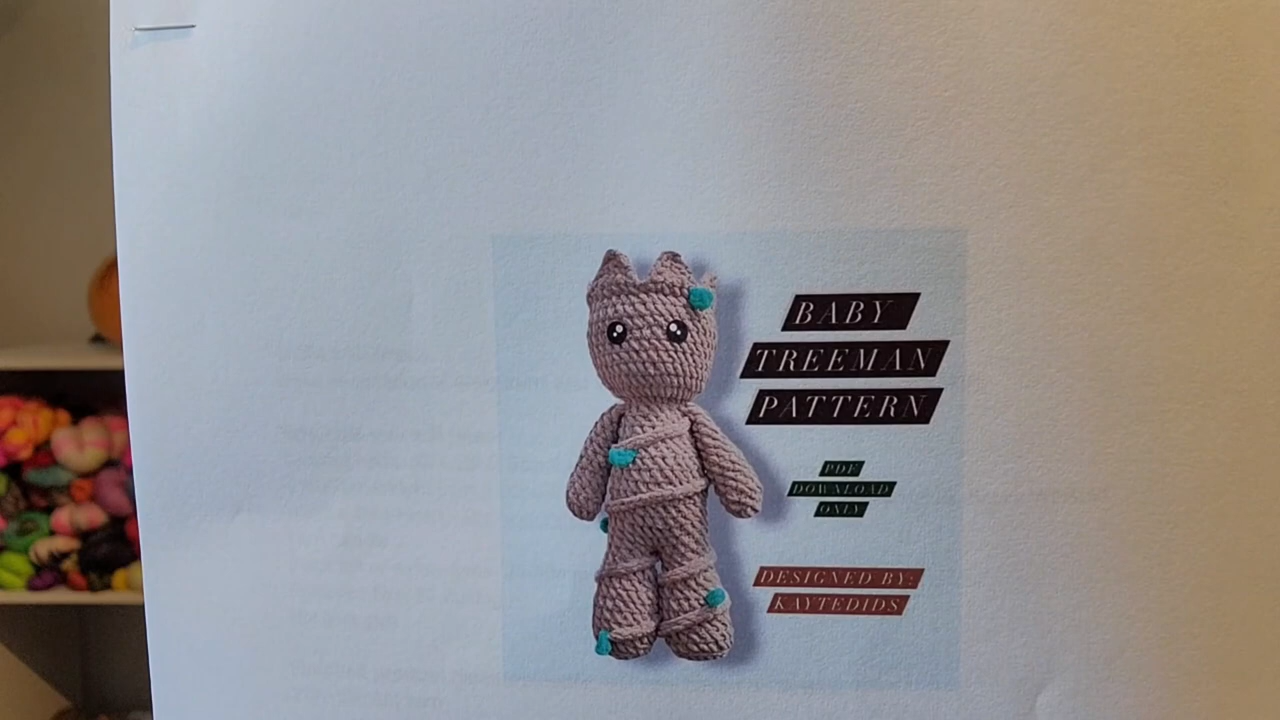 BABY
TREEMAN
PATTERN
PDF
DOWNLOAD
ONLY
DESIGNED BY:
KAYTEDIDS